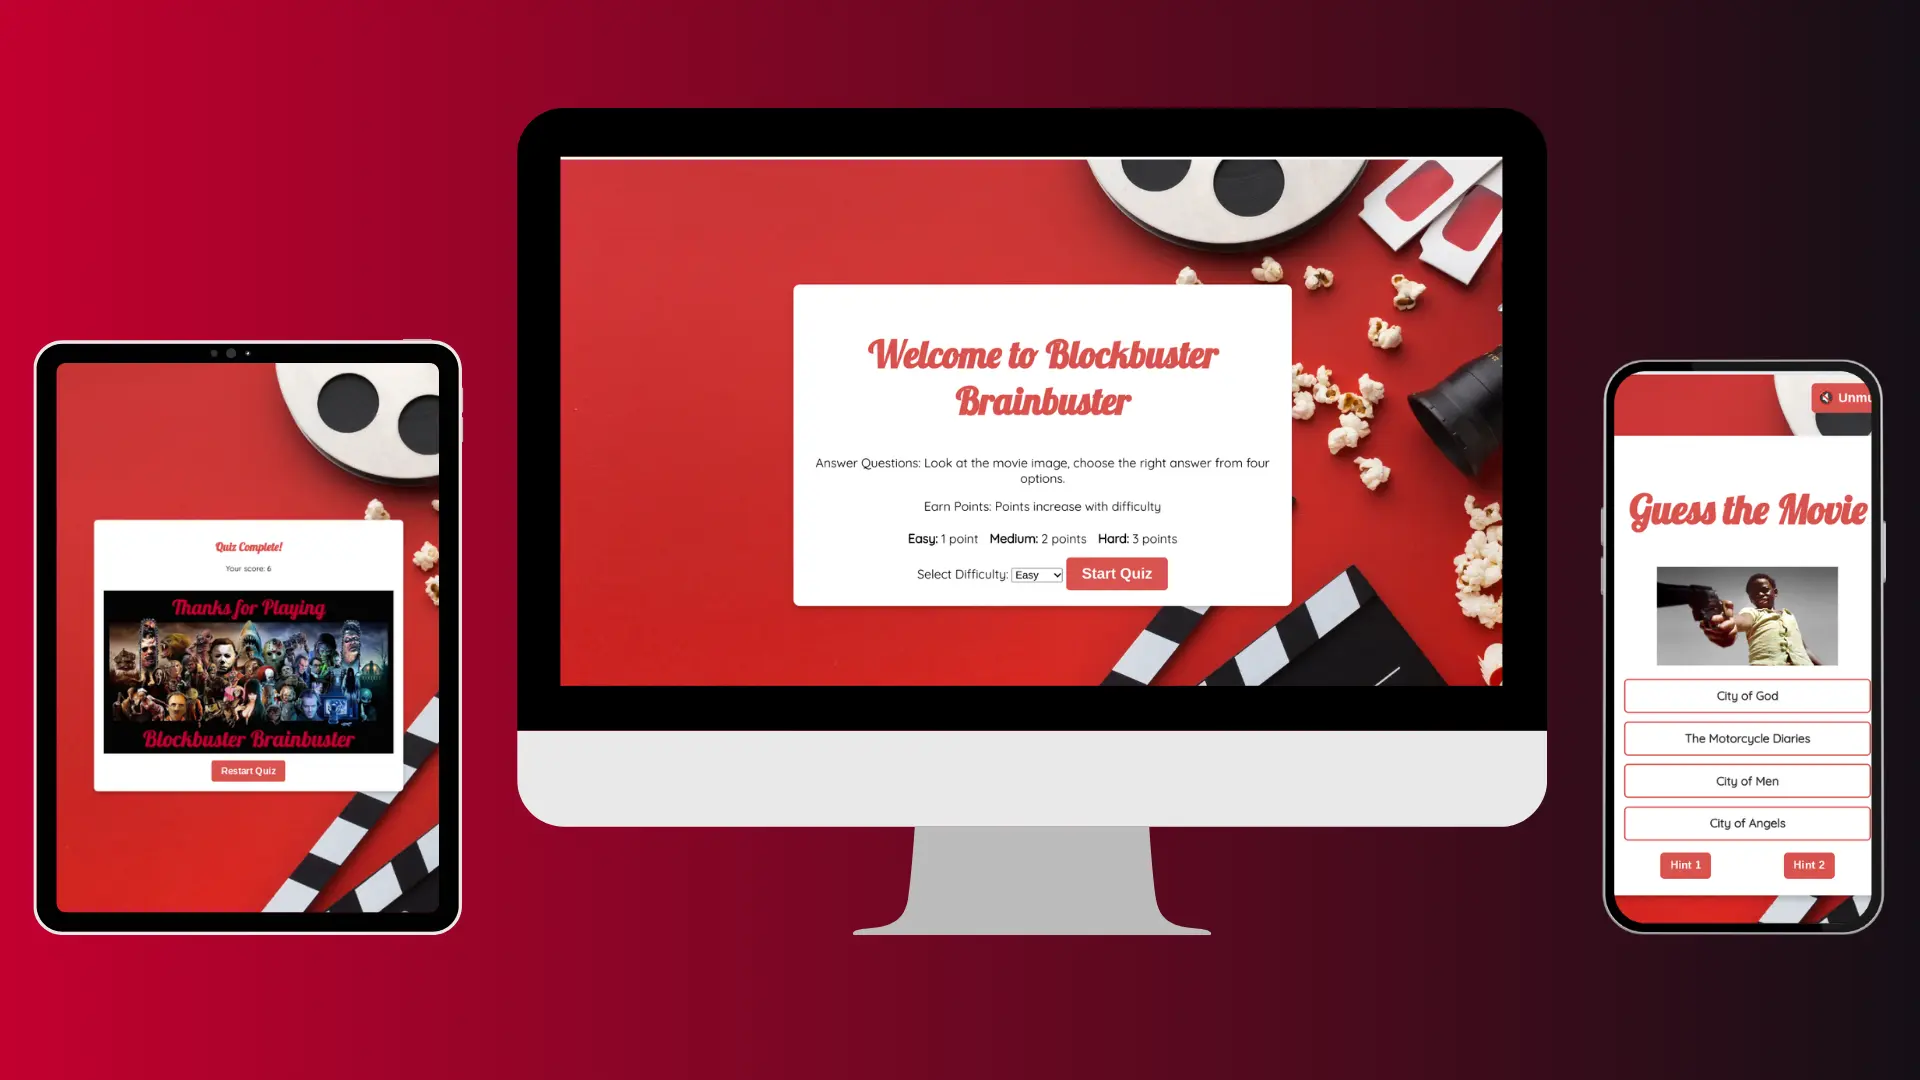 Quiz Complete!
Your score: 6
Thanks for Playing
Blockbuster Brainbuster
Restart Quiz
Welcome to Blockbuster
Brainbuster
Answer Questions: Look at the movie image, choose the right answer from four
options.
Earn Points: Points increase with difficulty
Easy: 1 point Medium: 2 points Hard: 3 points
Select Difficulty: Easy Start Quiz
Unmu
Guess the Movie
City of God
The Motorcycle Diaries
City of Men
City of Angels
Hint 1 Hint 2